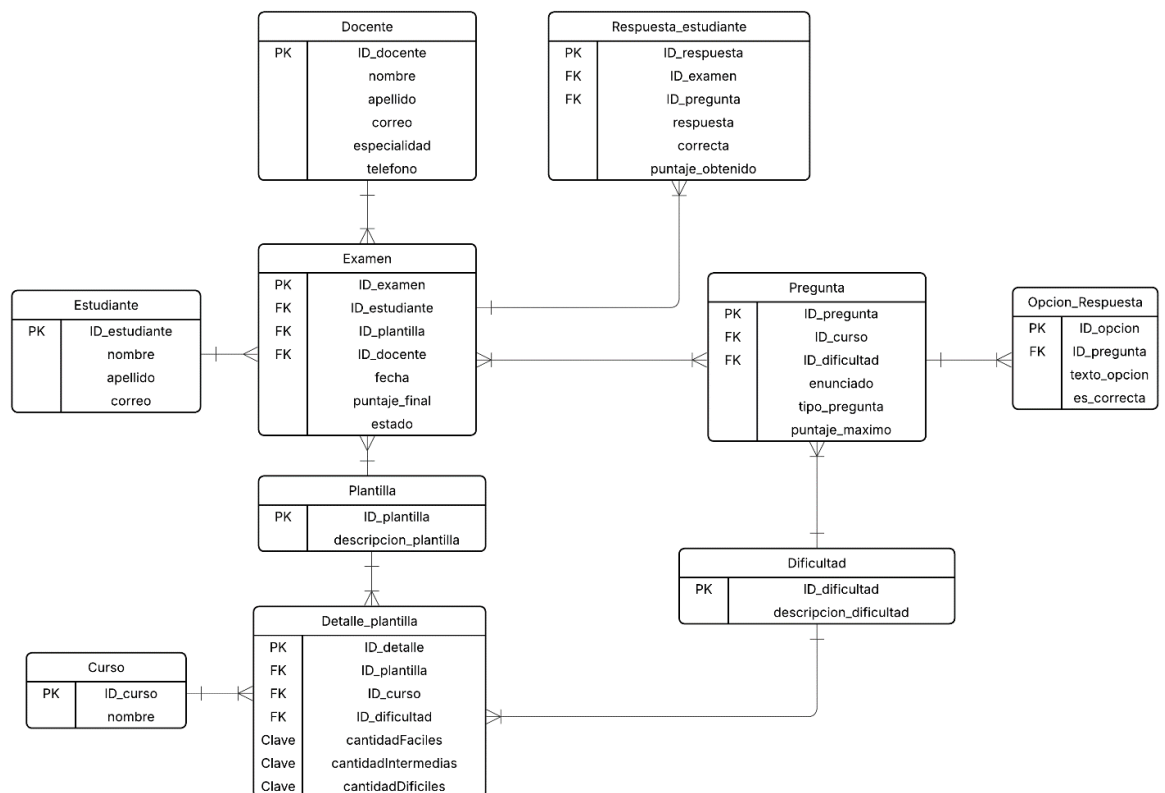 Docente
PK ID_docente
nombre
apellido
correo
especialidad
telefono
Respuesta_estudiante
PK ID_respuesta
FK ID_examen
FK ID_pregunta
respuesta
correcta
puntaje_obtenido
Examen
PK ID_examen
FK ID_estudiante
FK ID_plantilla
FK ID_docente
fecha
puntaje_final
estado
Estudiante
PK ID_estudiante
nombre
apellido
correo
Pregunta
PK ID_pregunta
FK ID_curso
FK ID_dificultad
enunciado
tipo_pregunta
puntaje_maximo
Opcion_Respuesta
PK ID_opcion
FK ID_pregunta
texto_opcion
es_correcta
Plantilla
PK ID_plantilla
descripcion_plantilla
Dificultad
PK ID_dificultad
descripcion_dificultad
Detalle_plantilla
PK ID_detalle
FK ID_plantilla
FK ID_curso
FK ID_dificultad
Clave cantidadFaciles
Clave cantidadIntermedias
Clave cantidadDificiles
Curso
PK ID_curso
nombre